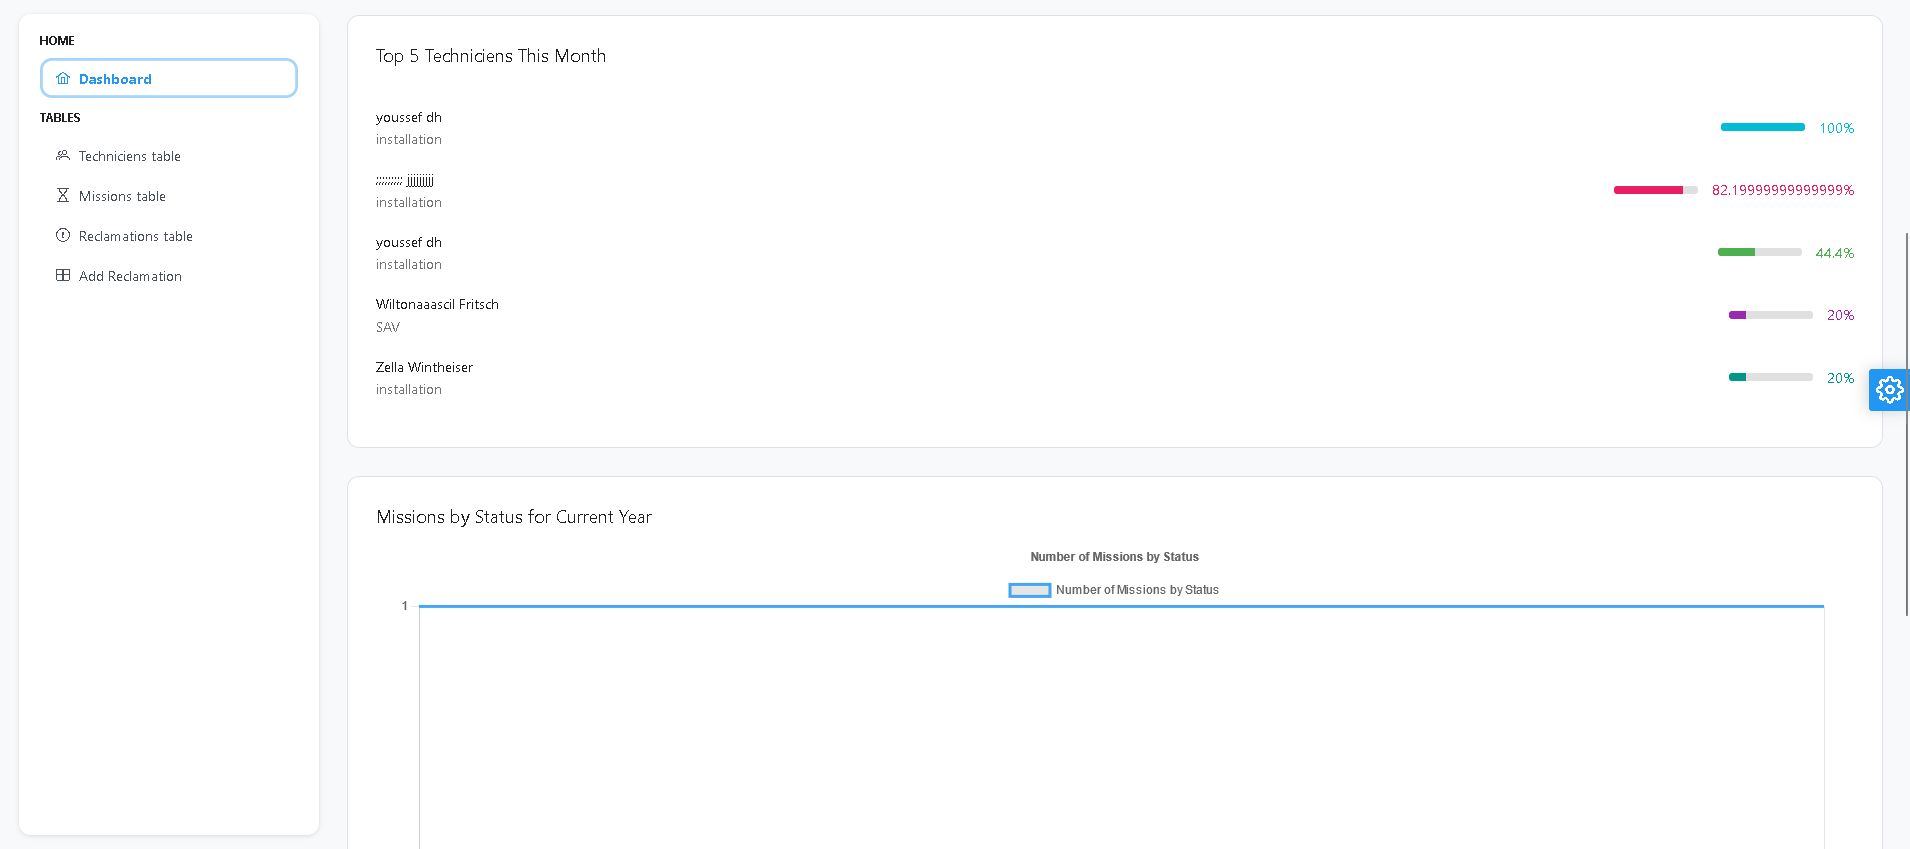 HOME
Dashboard
TABLES
Techniciens table
Missions table
Reclamations table
Add Reclamation
Top 5 Techniciens This Month
youssef dh
installation
100%
installation
82.19999999999999%
youssef dh
installation
44.4%
Wiltonaaascil Fritsch
SAV
20%
Zella Wintheiser
installation
20%
Missions by Status for Current Year
Number of Missions by Status
Number of Missions by Status
1